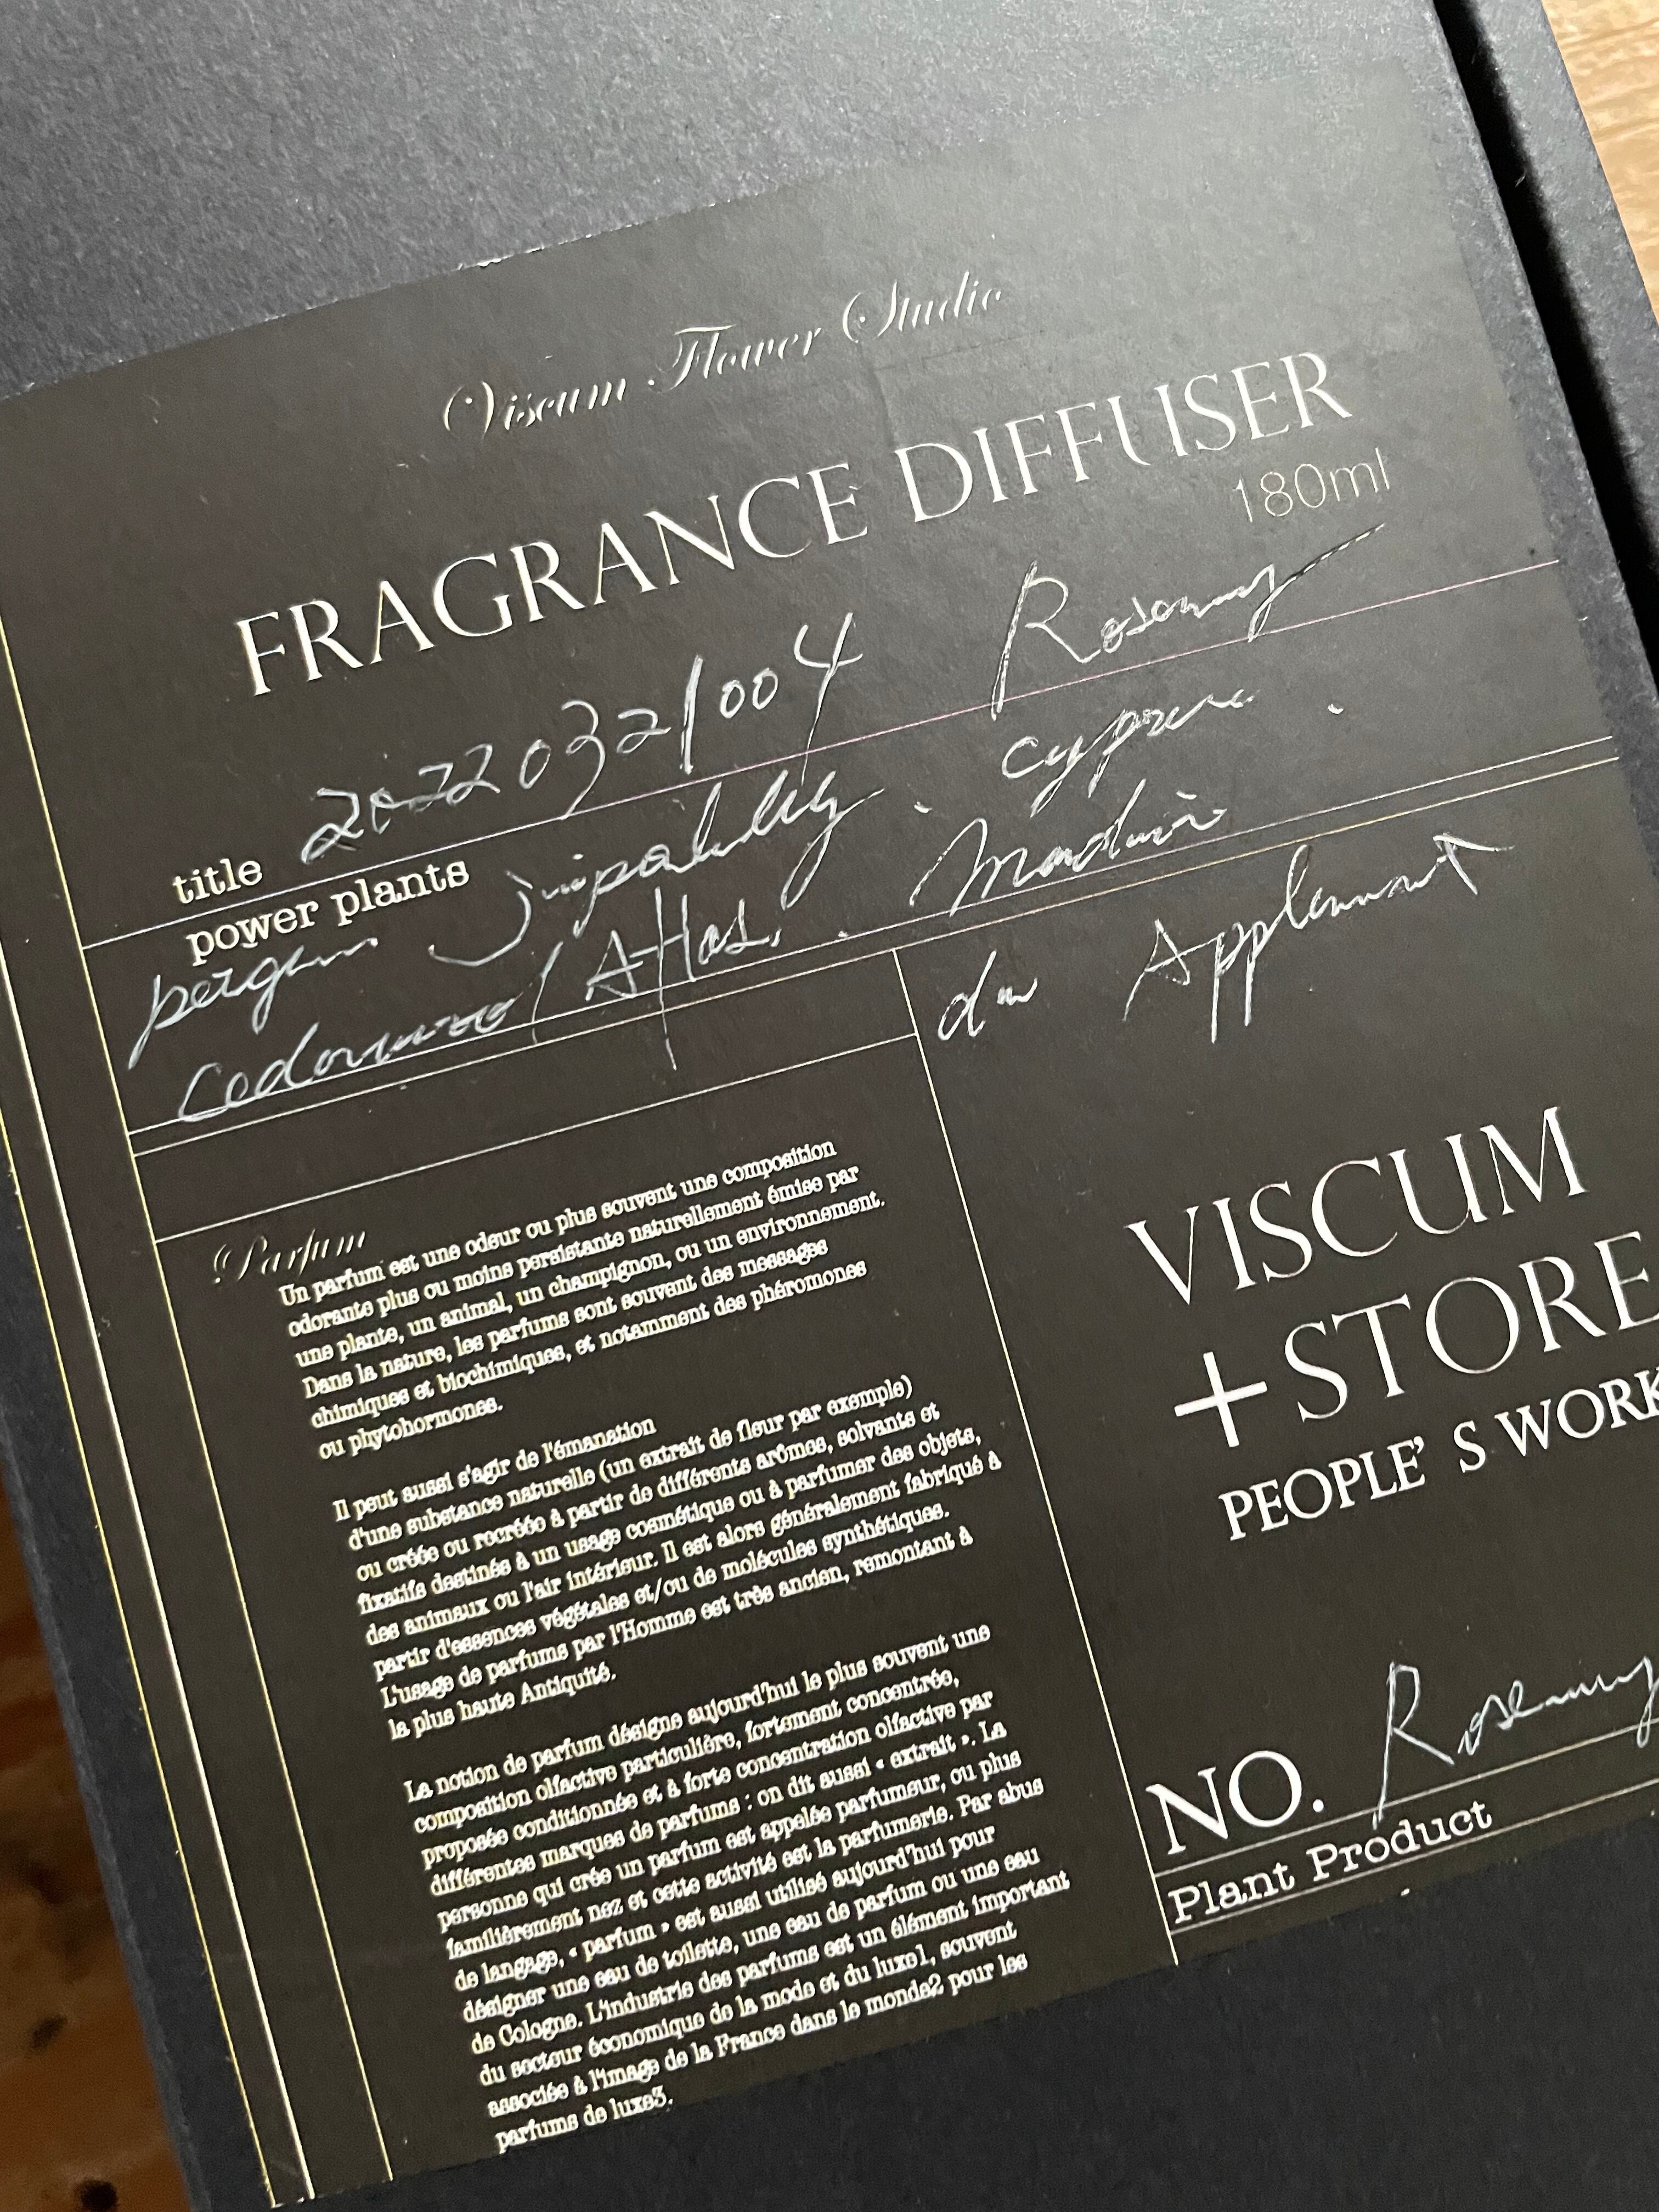 Viscum Flower Studio
FRAGRANCE DIFFUSER
180ml
title 20220321004 Rosemary
power plants
Cedarwood / Atlas.
VISCUM
+STORE
PEOPLE' S WORK
NO. Rosemary
Plant Product
Parfum
Un parfum est une odeur ou plus souvent une composition
odorante plus ou moins persistante naturellement émise par
une plante, un animal, un champignon, ou un environnement.
Dans la nature, les parfums sont souvent des messages
chimiques et biochimiques, et notamment des phéromones
ou phytohormones.
Il peut aussi s'agir de l'émanation
d'une substance naturelle (un extrait de fleur par exemple)
ou créée ou recréée à partir de différents arômes, solvants et
fixatifs destinés à un usage cosmétique ou à parfumer des objets,
des animaux ou l'air intérieur. Il est alors généralement fabriqué à
partir d'essences végétales et/ou de molécules synthétiques.
L'usage de parfums par l'Homme est très ancien, remontant à
la plus haute Antiquité.
La notion de parfum désigne aujourd'hui le plus souvent une
composition olfactive particulière, fortement concentrée,
proposée conditionnée et à forte concentration olfactive par
différentes marques de parfums : on dit aussi « extrait ». La
personne qui crée un parfum est appelée parfumeur, ou plus
familièrement nez et cette activité est la parfumerie. Par abus
de langage, « parfum » est aussi utilisé aujourd'hui pour
désigner une eau de toilette, une eau de parfum ou une eau
de Cologne. L'industrie des parfums est un élément important
du secteur économique de la mode et du luxe1, souvent
associée à l'image de la France dans le monde2 pour les
parfums de luxe3.